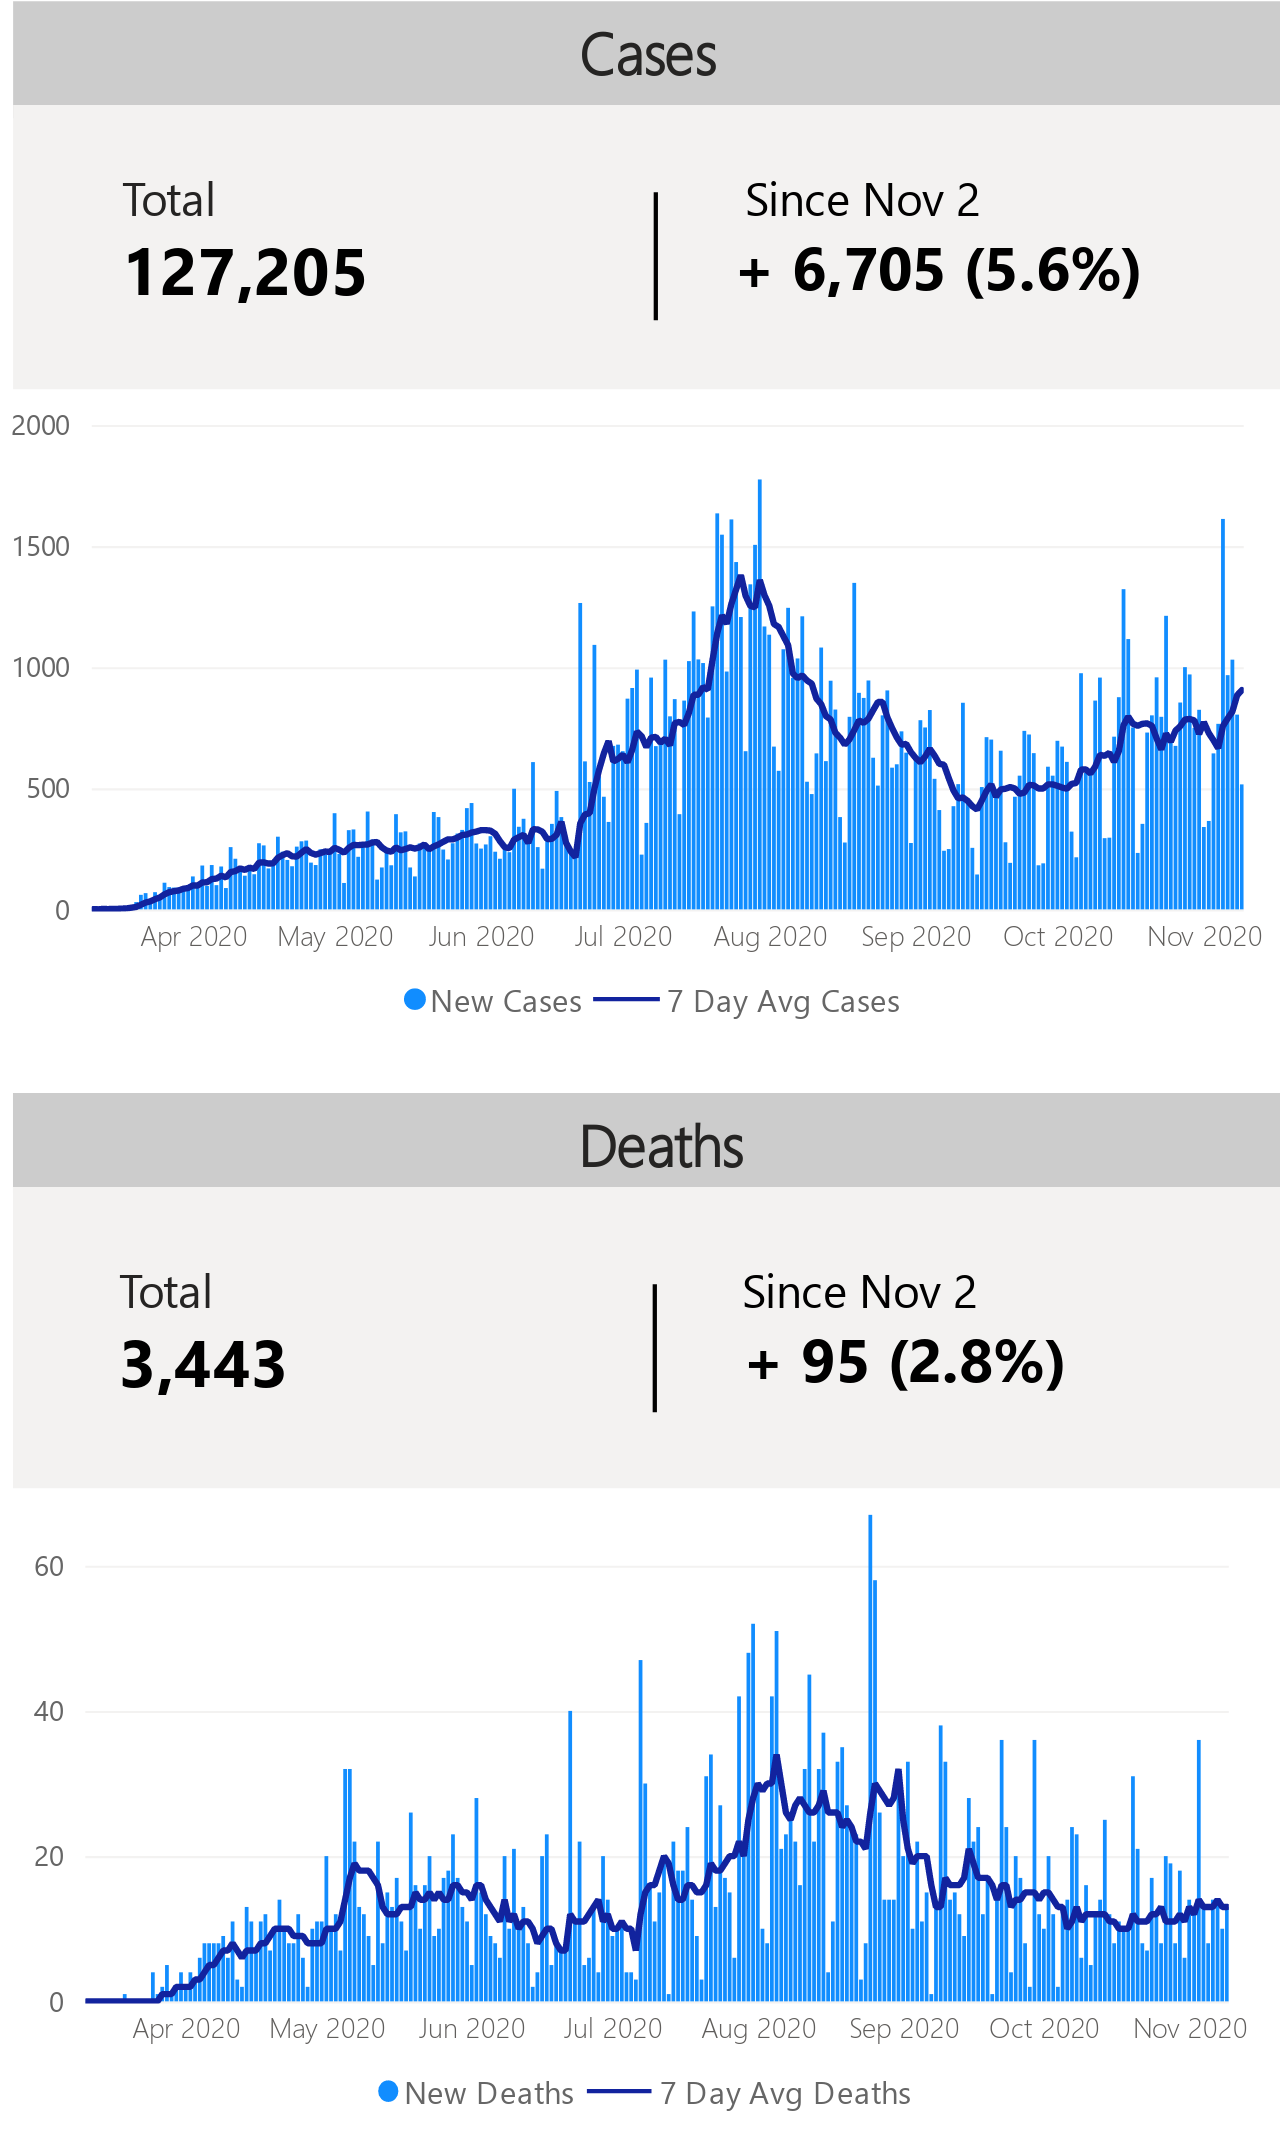 Cases
Total
Since Nov 2
127,205
+ 6,705 (5.6%)
2000
1500
1000
500
0
Apr 2020 May 2020 Jun 2020 Jul 2020 Aug 2020 Sep 2020 Oct 2020 Nov 2020
New Cases 7 Day Avg Cases
Deaths
Total
Since Nov 2
3,443
+ 95 (2.8%)
60
40
20
0
Apr 2020 May 2020 Jun 2020 Jul 2020 Aug 2020 Sep 2020 Oct 2020 Nov 2020
New Deaths 7 Day Avg Deaths